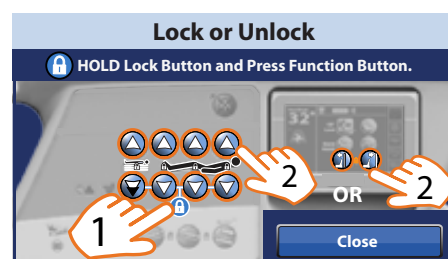 Lock or Unlock
HOLD Lock Button and Press Function Button.
32°
1
2
OR
2
Close